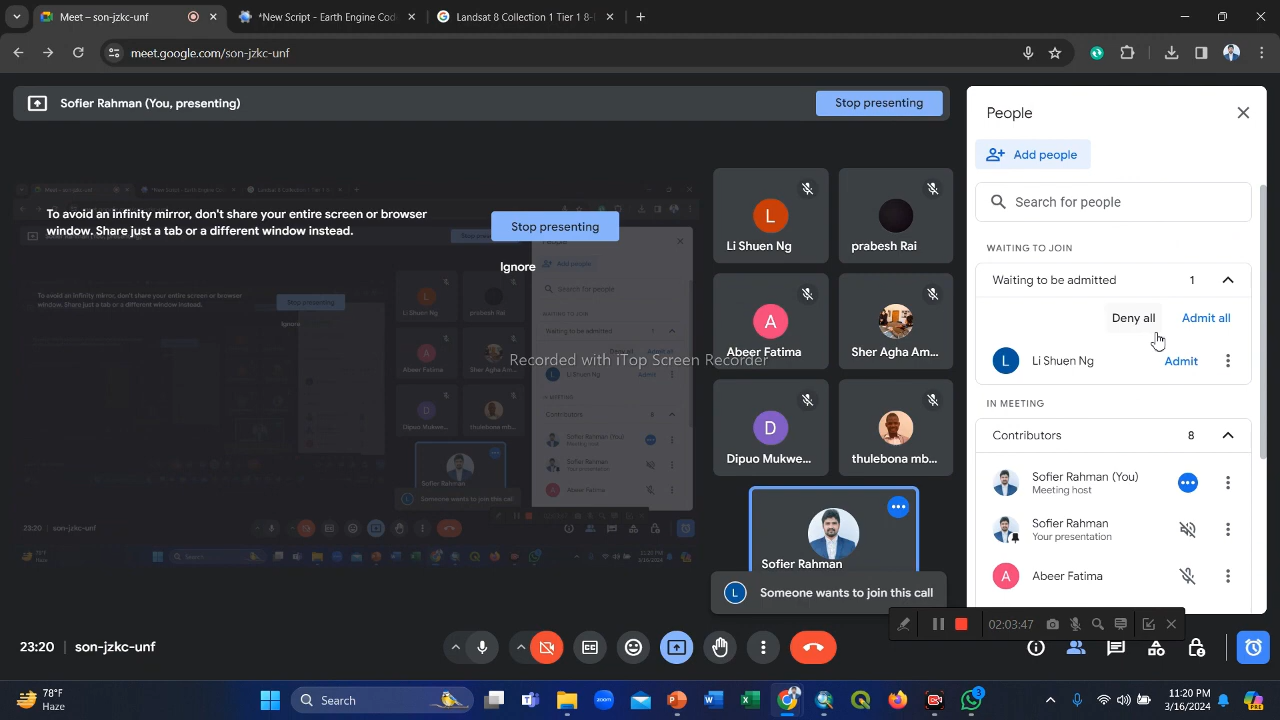 Meet – son-jzkc-unf
*New Script - Earth Engine Cod
Landsat 8 Collection 1 Tier 1 8-
meet.google.com/son-jzkc-unf
Sofier Rahman (You, presenting)
Stop presenting
To avoid an infinity mirror, don't share your entire screen or browser
window. Share just a tab or a different window instead.
Stop presenting
Ignore
Recorded with iTop Screen Recorder
Li Shuen Ng
prabesh Rai
Abeer Fatima
Sher Agha Am...
D
Dipuo Mukwe...
thulebona mb...
Sofier Rahman
L
Someone wants to join this call
People
Add people
Search for people
WAITING TO JOIN
Waiting to be admitted 1
Deny all
Admit all
L
Li Shuen Ng
Admit
IN MEETING
Contributors 8
Sofier Rahman (You)
Meeting host
Sofier Rahman
Your presentation
A
Abeer Fatima
02:03:47
23:20 | son-jzkc-unf
78°F
Haze
Search
3
11:20 PM
3/16/2024